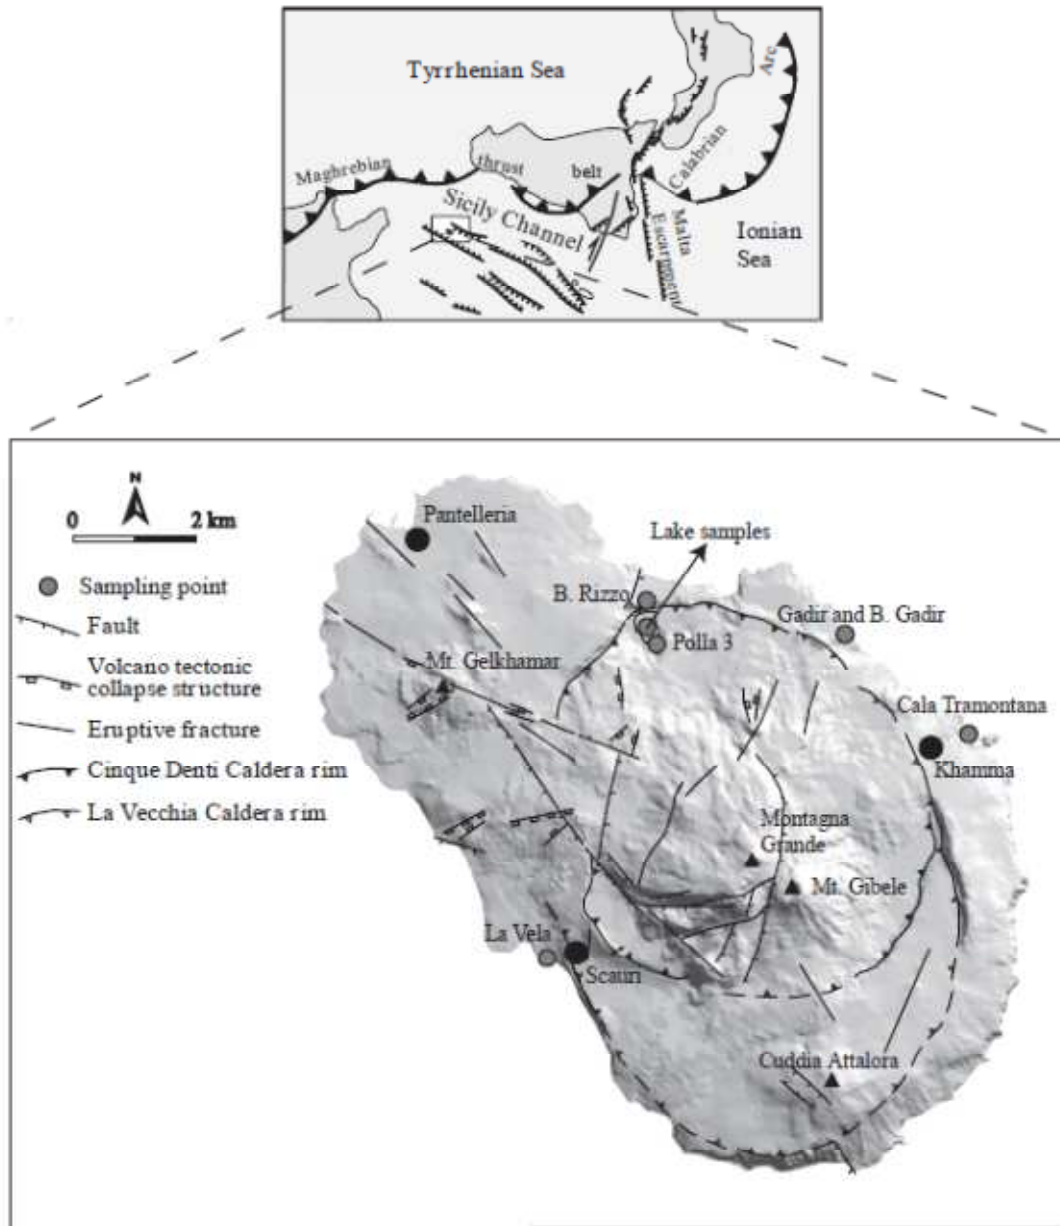 Tyrrhenian Sea
Arc
Calabrian
Maghrebian
thrust
belt
Sicily Channel
Malta
Escarpment
Ionian
Sea
N
0 2 km
Sampling point
Fault
Volcano tectonic
collapse structure
Eruptive fracture
Cinque Denti Caldera rim
La Vecchia Caldera rim
Pantelleria
Lake samples
B. Rizzo
Gadir and B. Gadir
Polla 3
Mt. Gelkhamar
Cala Tramontana
Khamma
Montagna
Grande
Mt. Gibele
La Vela
Scauri
Cuddia Attalora